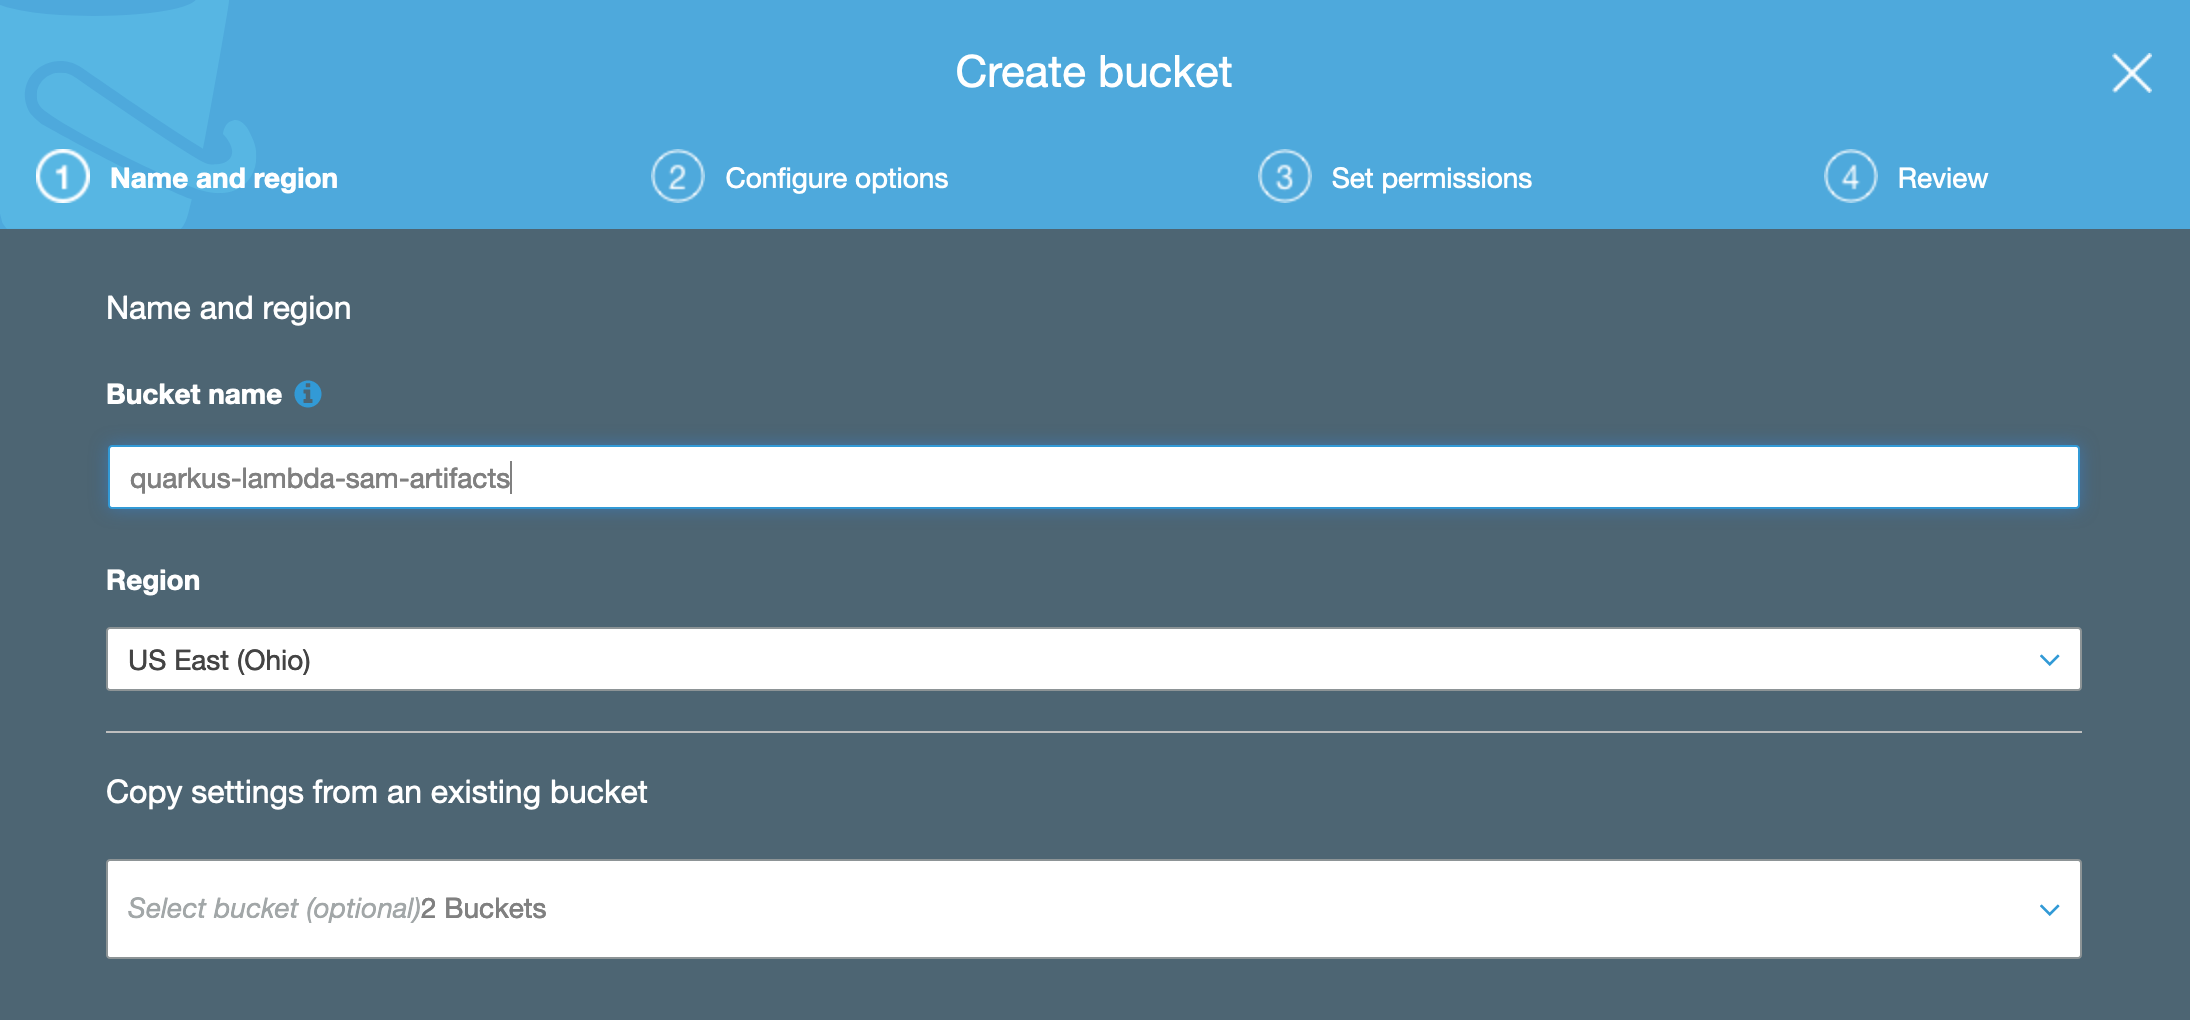 Create bucket
1 Name and region
2 Configure options
3 Set permissions
4 Review
Name and region
Bucket name
quarkus-lambda-sam-artifacts
Region
US East (Ohio)
Copy settings from an existing bucket
Select bucket (optional)2 Buckets